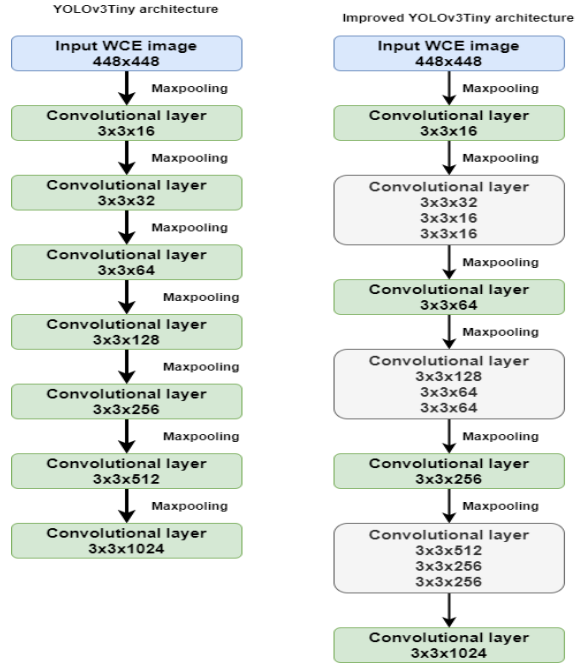 YOLOv3Tiny architecture
Input WCE image
448x448
Maxpooling
Convolutional layer
3x3x16
Maxpooling
Convolutional layer
3x3x32
Maxpooling
Convolutional layer
3x3x64
Maxpooling
Convolutional layer
3x3x128
Maxpooling
Convolutional layer
3x3x256
Maxpooling
Convolutional layer
3x3x512
Maxpooling
Convolutional layer
3x3x1024
Improved YOLOv3Tiny architecture
Input WCE image
448x448
Maxpooling
Convolutional layer
3x3x16
Maxpooling
Convolutional layer
3x3x32
3x3x16
3x3x16
Maxpooling
Convolutional layer
3x3x64
Maxpooling
Convolutional layer
3x3x128
3x3x64
3x3x64
Maxpooling
Convolutional layer
3x3x256
Maxpooling
Convolutional layer
3x3x512
3x3x256
3x3x256
Convolutional layer
3x3x1024